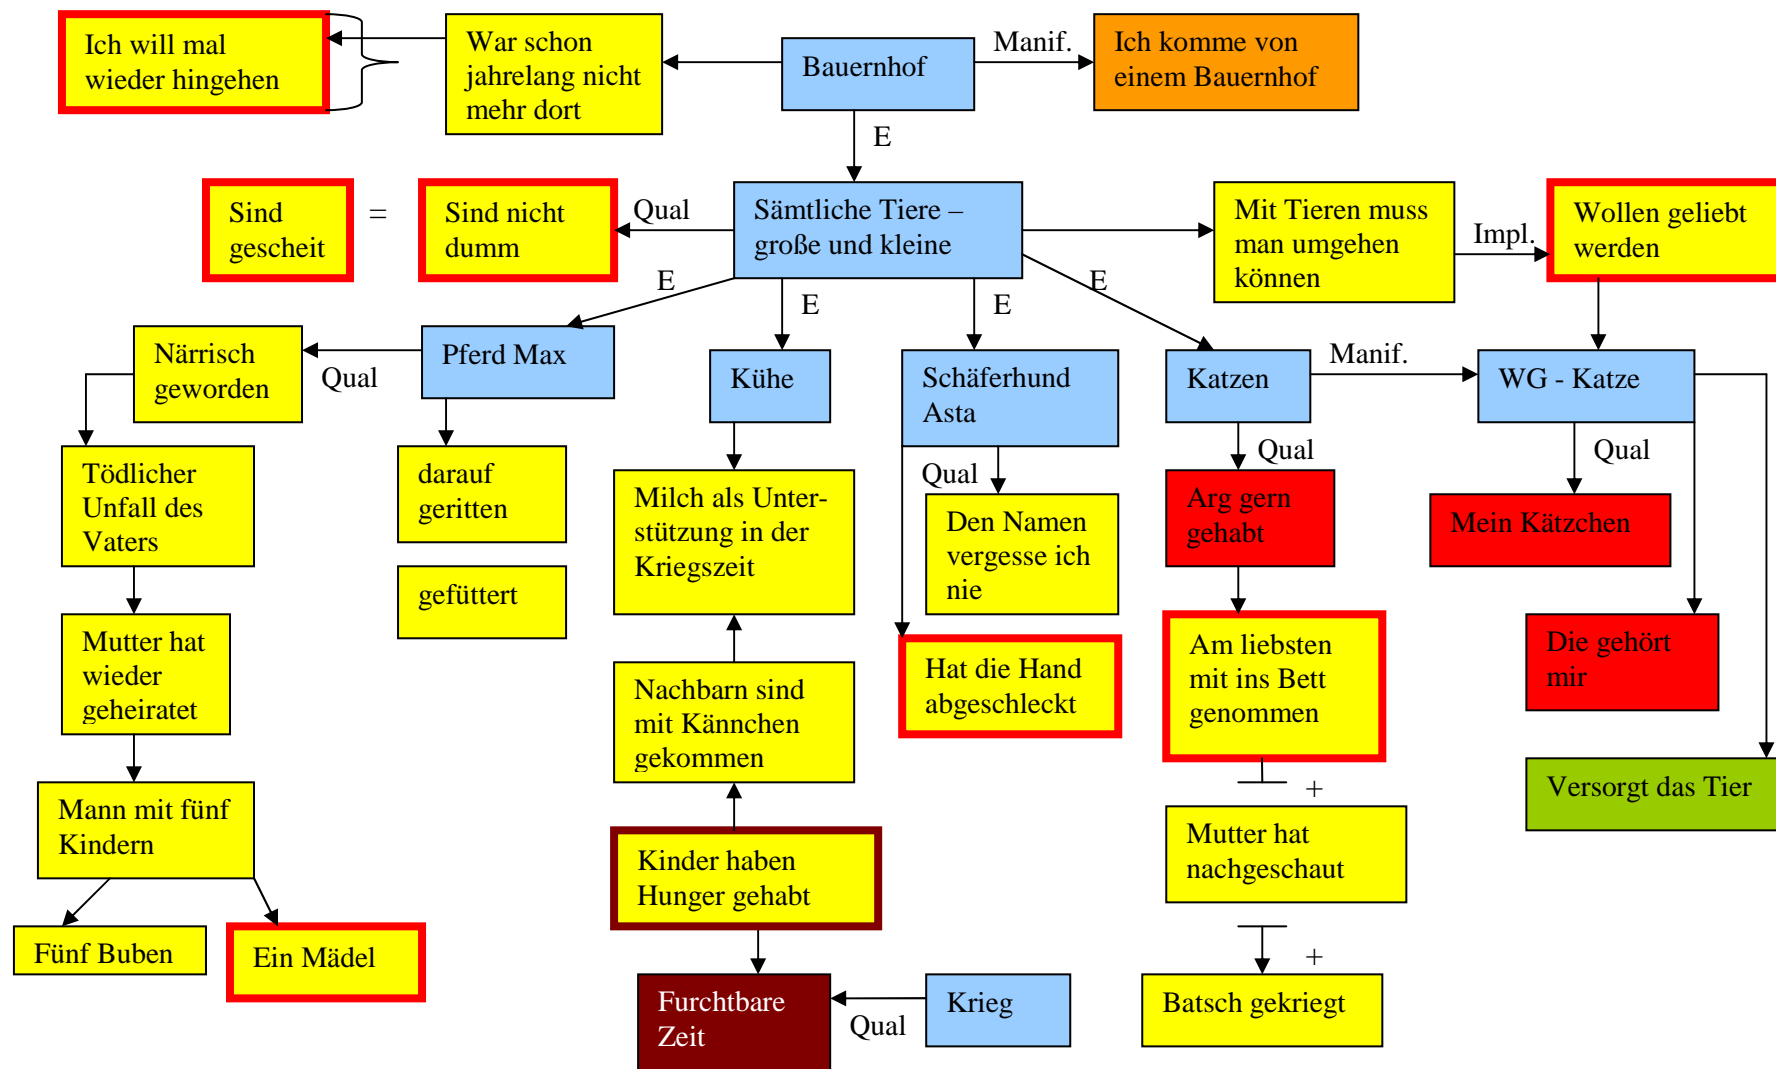 Ich will mal
wieder hingehen
War schon
jahrelang nicht
mehr dort
Bauernhof
Manif.
Ich komme von
einem Bauernhof
E
Sind
gescheit
=
Sind nicht
dumm
Qual
Sämtliche Tiere –
große und kleine
Mit Tieren muss
man umgehen
können
Impl.
Wollen geliebt
werden
E
E
E
E
Närrisch
geworden
Qual
Pferd Max
Kühe
Schäferhund
Asta
Katzen
Manif.
WG - Katze
Tödlicher
Unfall des
Vaters
darauf
geritten
gefüttert
Milch als Unter-
stützung in der
Kriegszeit
Qual
Den Namen
vergesse ich
nie
Qual
Arg gern
gehabt
Qual
Mein Kätzchen
Mutter hat
wieder
geheiratet
Nachbarn sind
mit Kännchen
gekommen
Hat die Hand
abgeschleckt
Am liebsten
mit ins Bett
genommen
Die gehört
mir
Mann mit fünf
Kindern
Kinder haben
Hunger gehabt
+
Mutter hat
nachgeschaut
Versorgt das Tier
Fünf Buben
Ein Mädel
Furchtbare
Zeit
Qual
Krieg
+
Batsch gekriegt